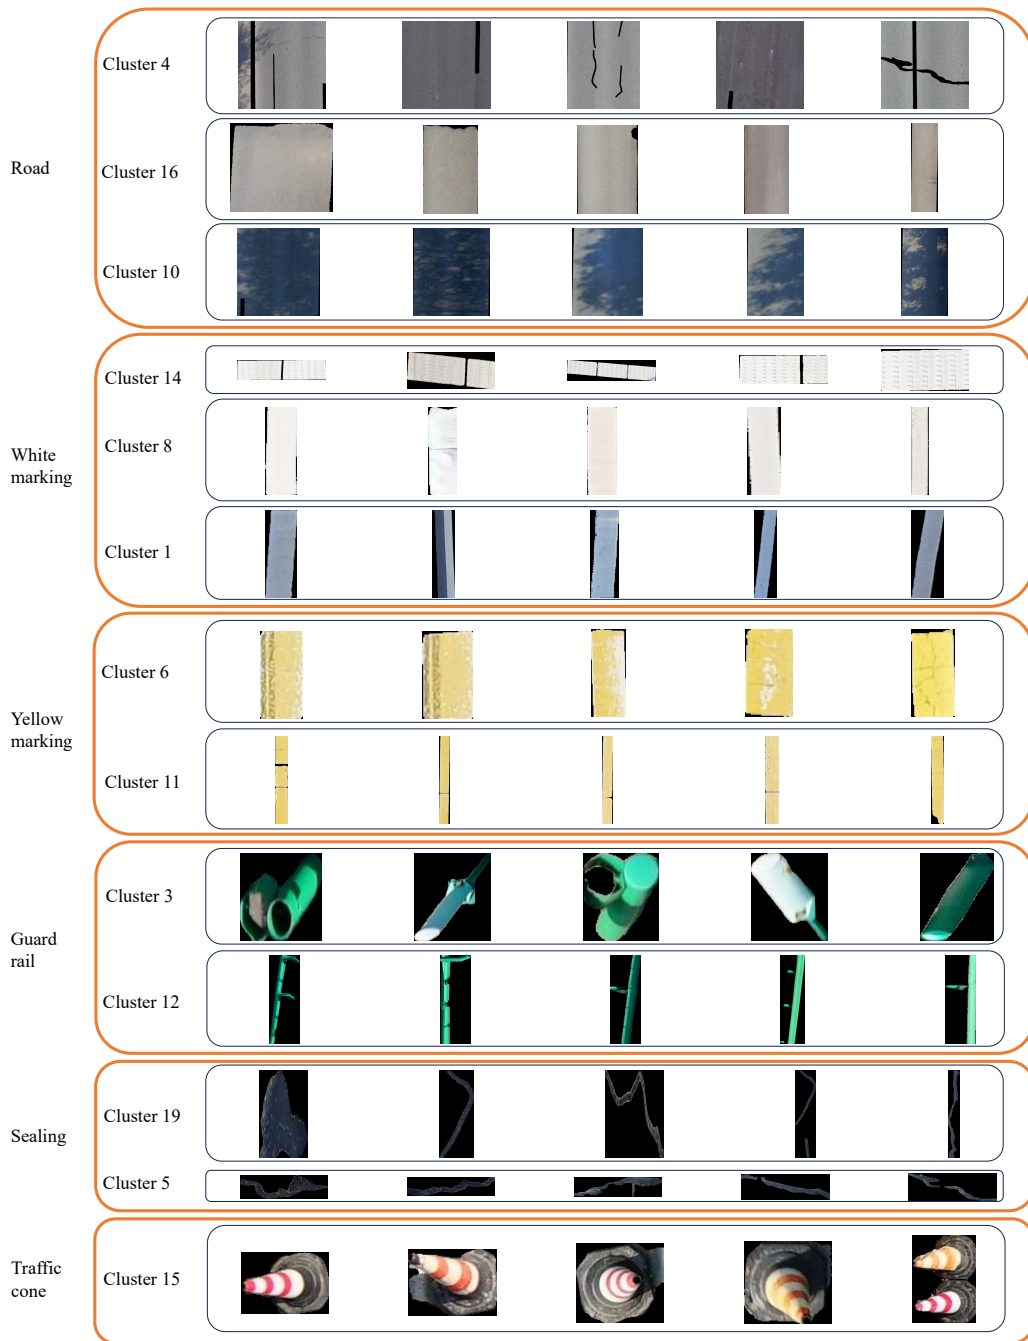 Road
Cluster 4
Cluster 16
Cluster 10
White
marking
Cluster 14
Cluster 8
Cluster 1
Yellow
marking
Cluster 6
Cluster 11
Guard
rail
Cluster 3
Cluster 12
Sealing
Cluster 19
Cluster 5
Traffic
cone
Cluster 15